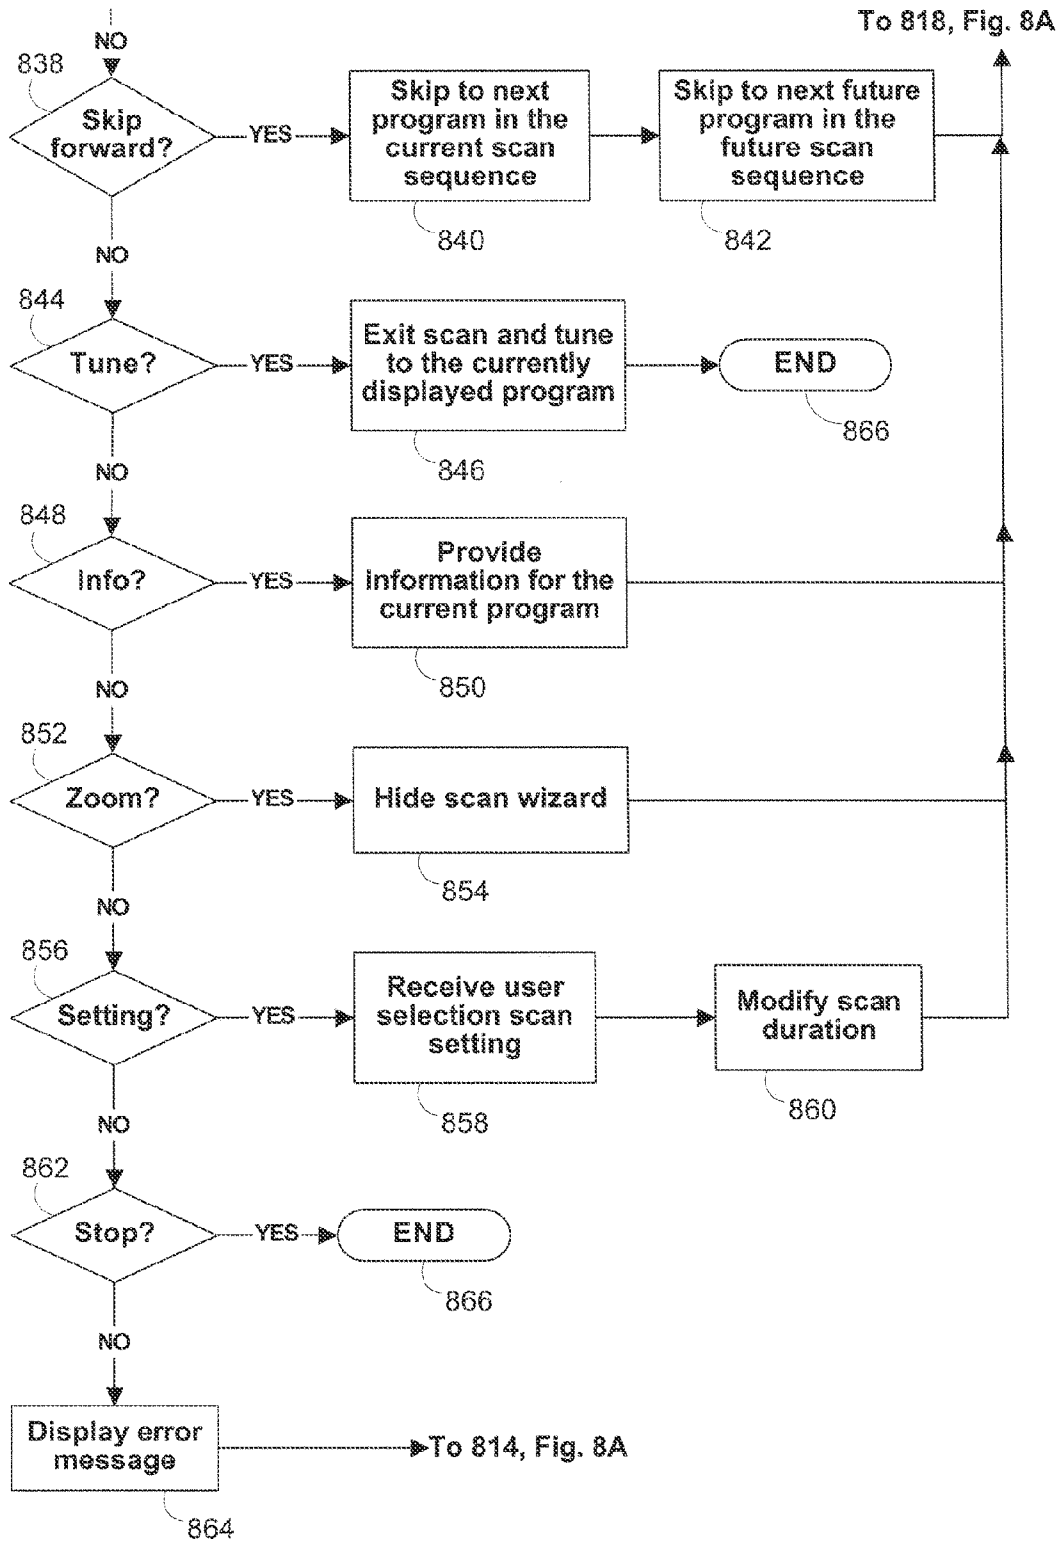 To 818, Fig. 8A
NO
838
Skip
forward?
YES
Skip to next
program in the
current scan
sequence
840
Skip to next future
program in the
future scan
sequence
842
NO
844
Tune?
YES
Exit scan and tune
to the currently
displayed program
846
END
866
NO
848
Info?
YES
Provide
Information for the
current program
850
NO
852
Zoom?
YES
Hide scan wizard
854
NO
856
Setting?
YES
Receive user
selection scan
setting
858
Modify scan
duration
860
NO
862
Stop?
YES
END
866
NO
Display error
message
864
To 814, Fig. 8A